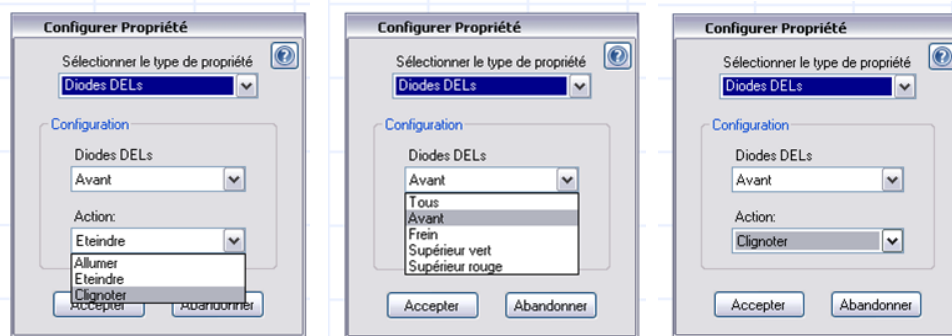 Configurer Propriété
Sélectionner le type de propriété
Diodes DELs
Configuration
Diodes DELs
Avant
Action:
Eteindre
Allumer
Eteindre
Clignoter
Accepter Abandonner
Configurer Propriété
Sélectionner le type de propriété
Diodes DELs
Configuration
Diodes DELs
Avant
Tous
Avant
Frein
Supérieur vert
Supérieur rouge
Accepter Abandonner
Configurer Propriété
Sélectionner le type de propriété
Diodes DELs
Configuration
Diodes DELs
Avant
Action:
Clignoter
Accepter Abandonner